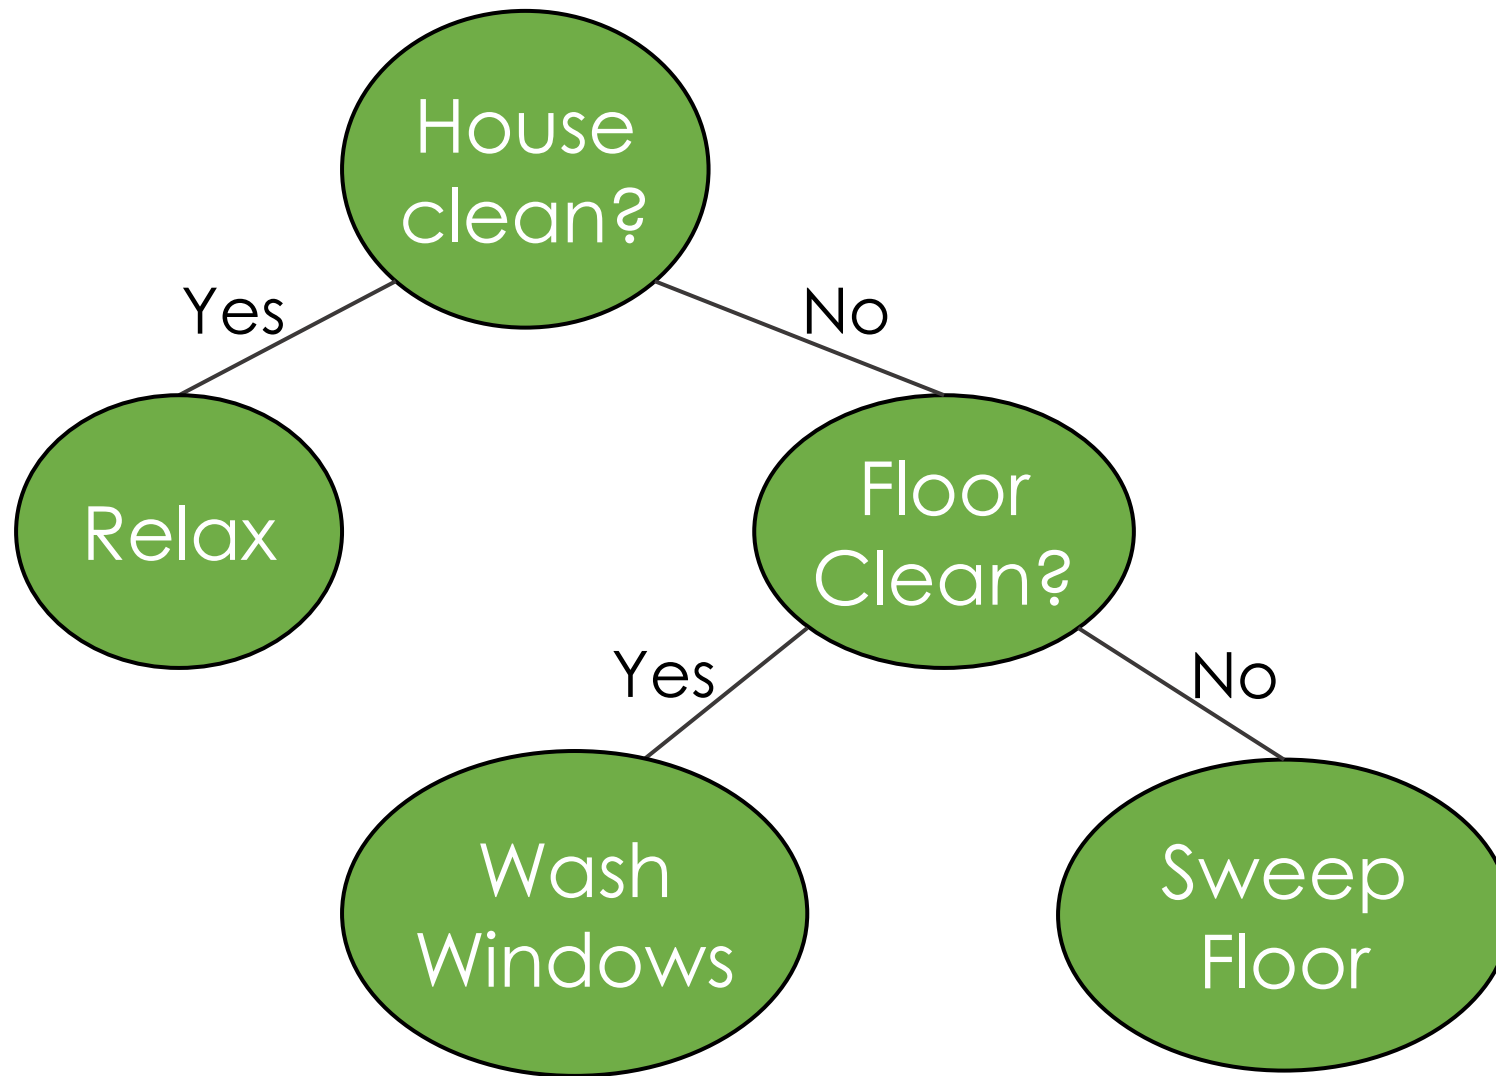 House
clean?
Yes
No
Relax
Floor
Clean?
Yes
No
Wash
Windows
Sweep
Floor